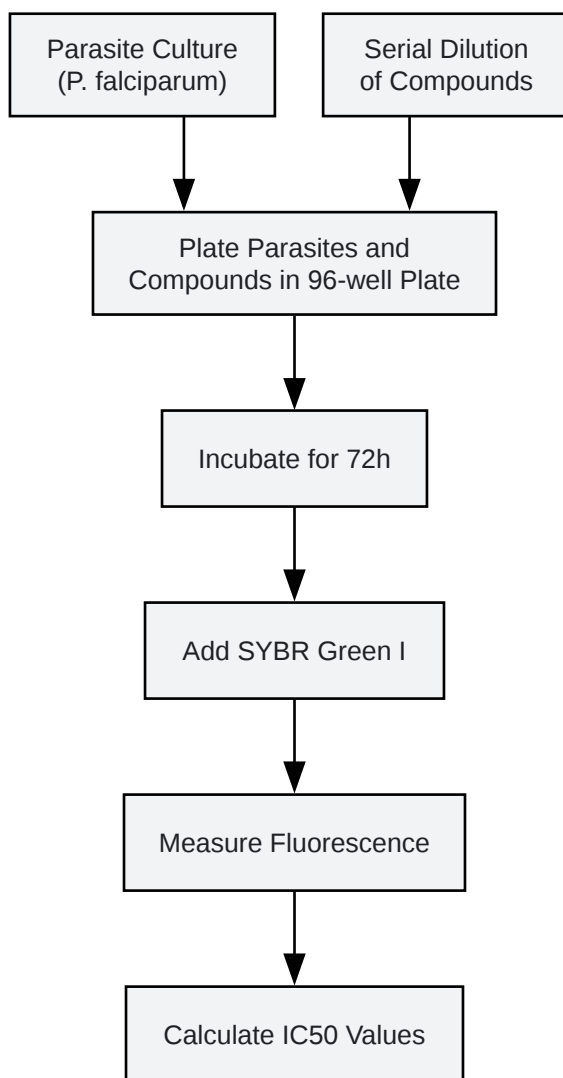 Parasite Culture
(P. falciparum)
Serial Dilution
of Compounds
Plate Parasites and
Compounds in 96-well Plate
Incubate for 72h
Add SYBR Green I
Measure Fluorescence
Calculate IC50 Values